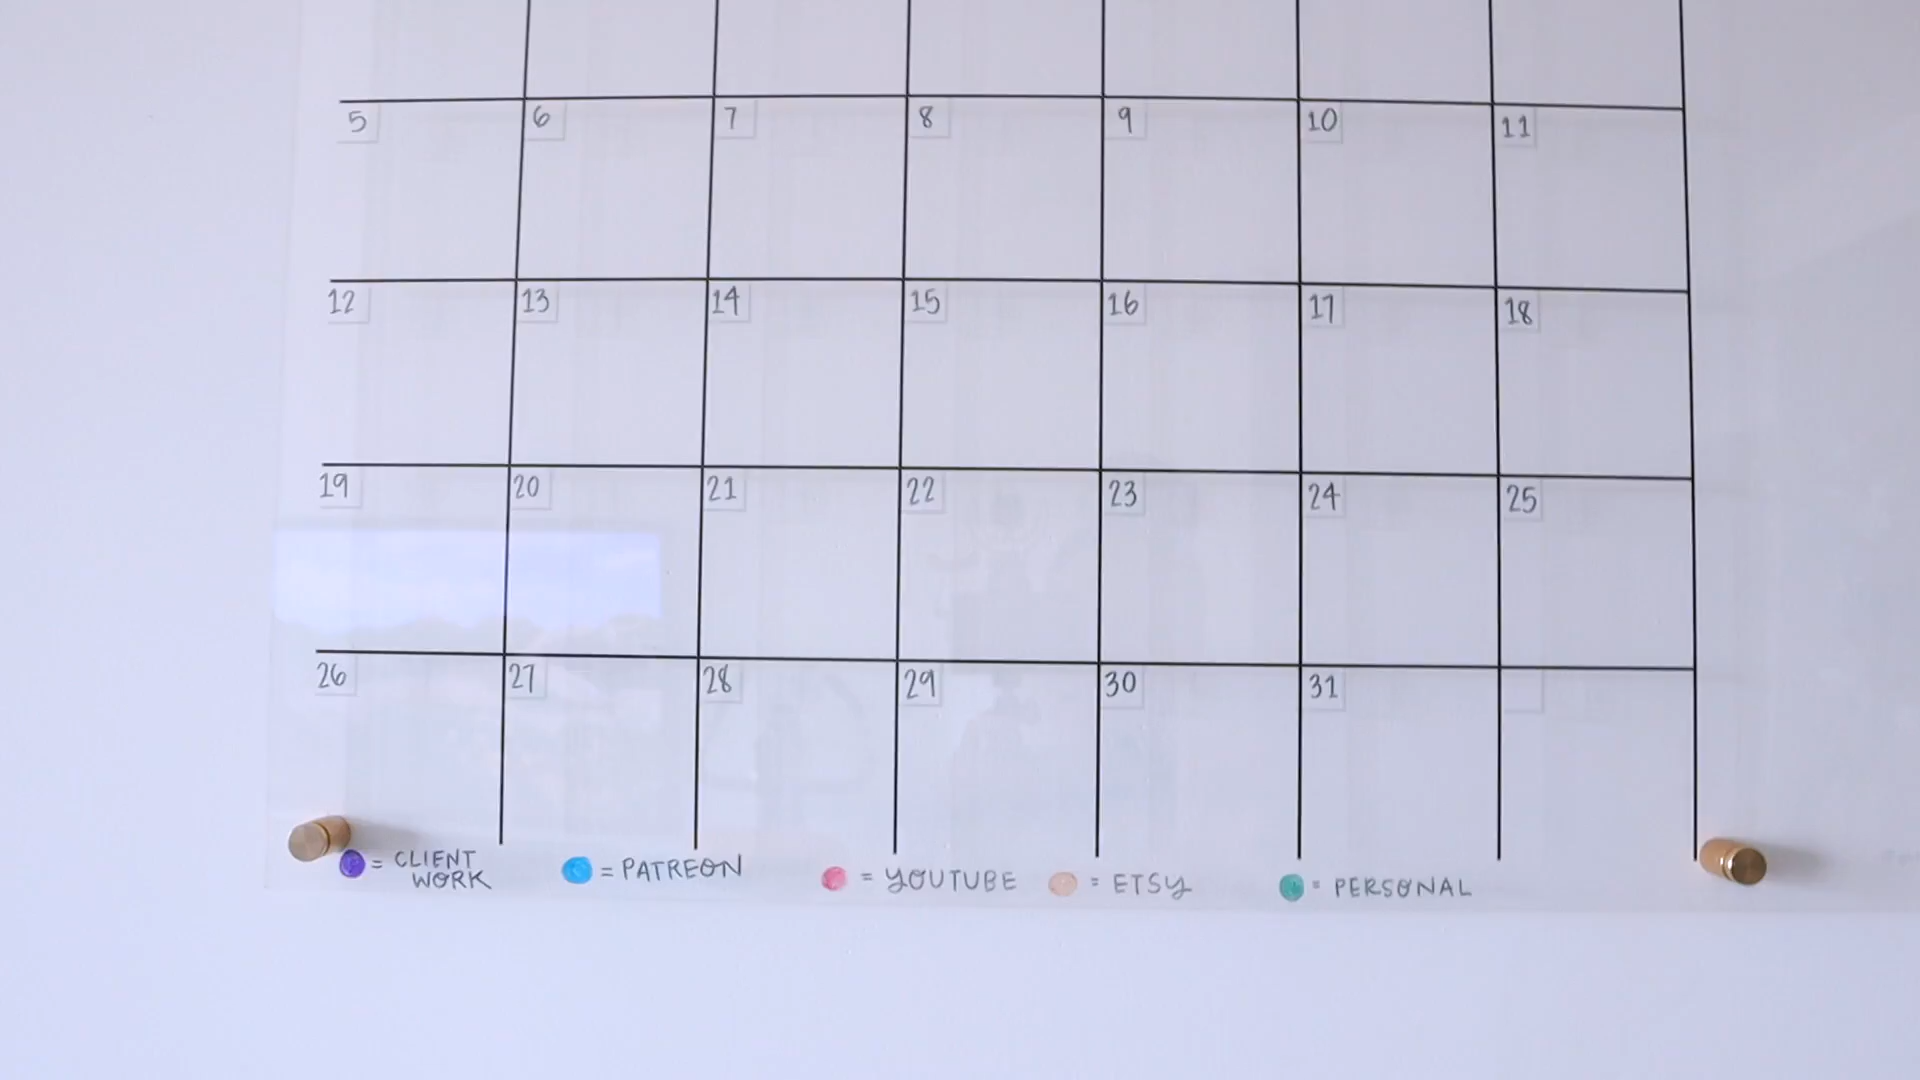 5 6 7 8 9 10 11
12 13 14 15 16 17 18
19 20 21 22 23 24 25
26 27 28 29 30 31
= CLIENT WORK
= PATREON
= YOUTUBE
= ETSY
= PERSONAL